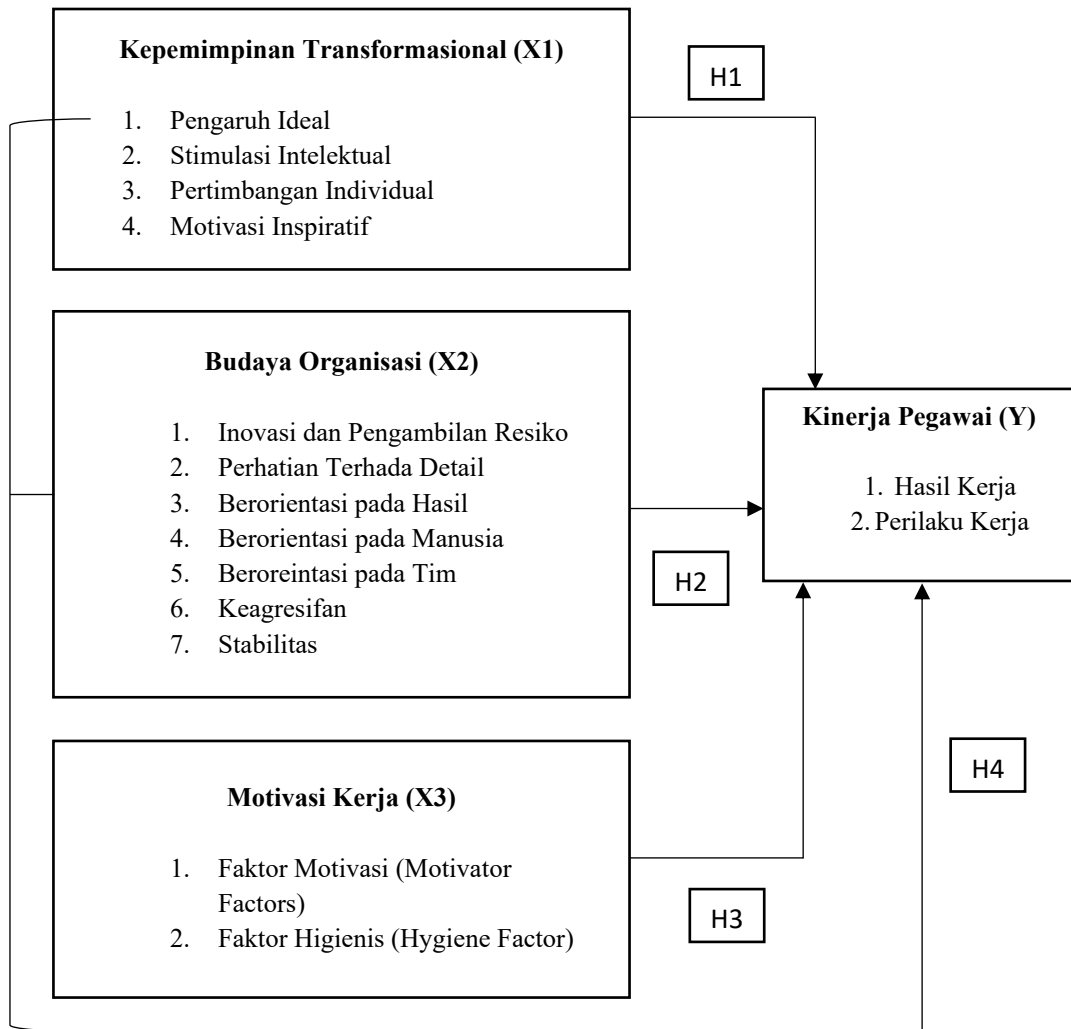 Kepemimpinan Transformasional (X1)
1. Pengaruh Ideal
2. Stimulasi Intelektual
3. Pertimbangan Individual
4. Motivasi Inspiratif
H1
Budaya Organisasi (X2)
1. Inovasi dan Pengambilan Resiko
2. Perhatian Terhada Detail
3. Berorientasi pada Hasil
4. Berorientasi pada Manusia
5. Beroreintasi pada Tim
6. Keagresifan
7. Stabilitas
H2
Kinerja Pegawai (Y)
1. Hasil Kerja
2. Perilaku Kerja
Motivasi Kerja (X3)
1. Faktor Motivasi (Motivator
Factors)
2. Faktor Higienis (Hygiene Factor)
H3
H4